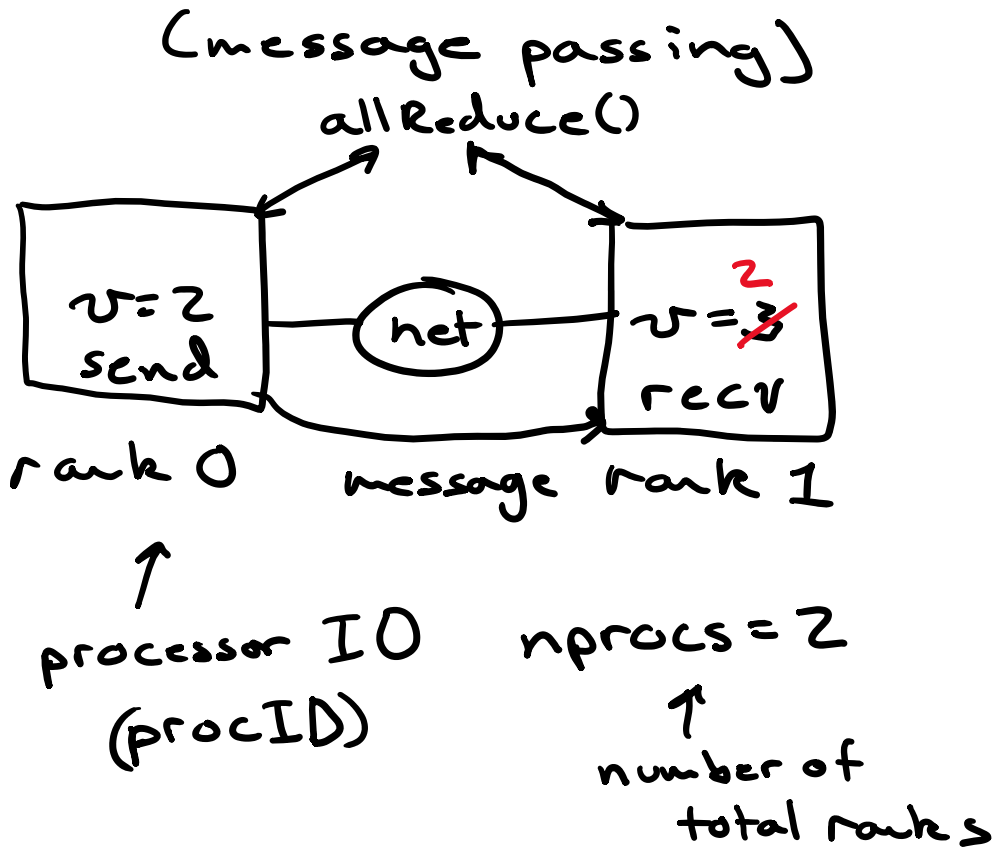 (message passing)
allReduce()
v=2
send
net
2
v=3
recv
rank 0
message
rank 1
processor ID
(procID)
nprocs=2
number of
total ranks